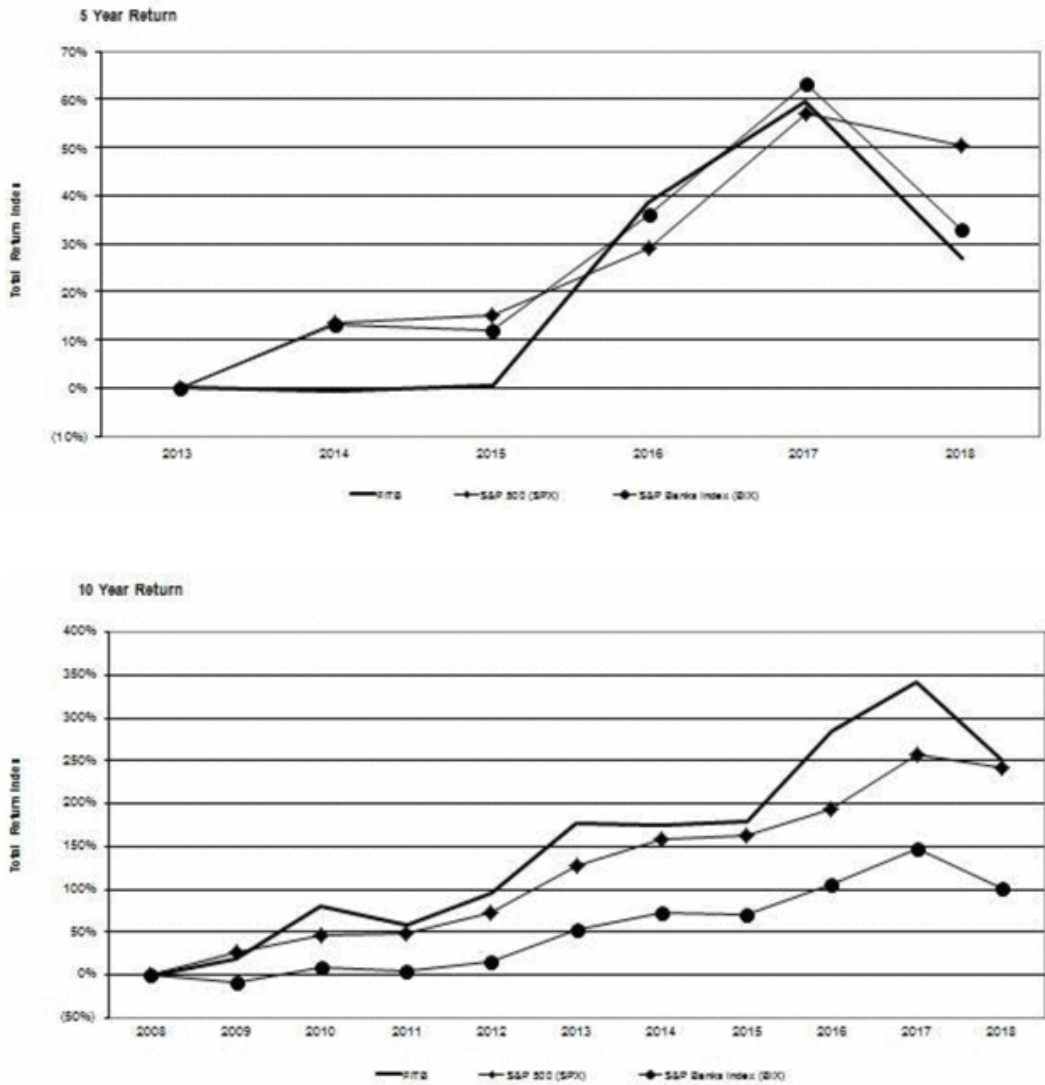 5 Year Return
70%
60%
50%
40%
30%
20%
10%
0%
(10%)
Total Return Index
2013 2014 2015 2016 2017 2018
FITB S&P 500 (SPX) S&P Banks Index (BIX)
10 Year Return
400%
350%
300%
250%
200%
150%
100%
50%
0%
(50%)
Total Return Index
2008 2009 2010 2011 2012 2013 2014 2015 2016 2017 2018
FITB S&P 500 (SPX) S&P Banks Index (BIX)